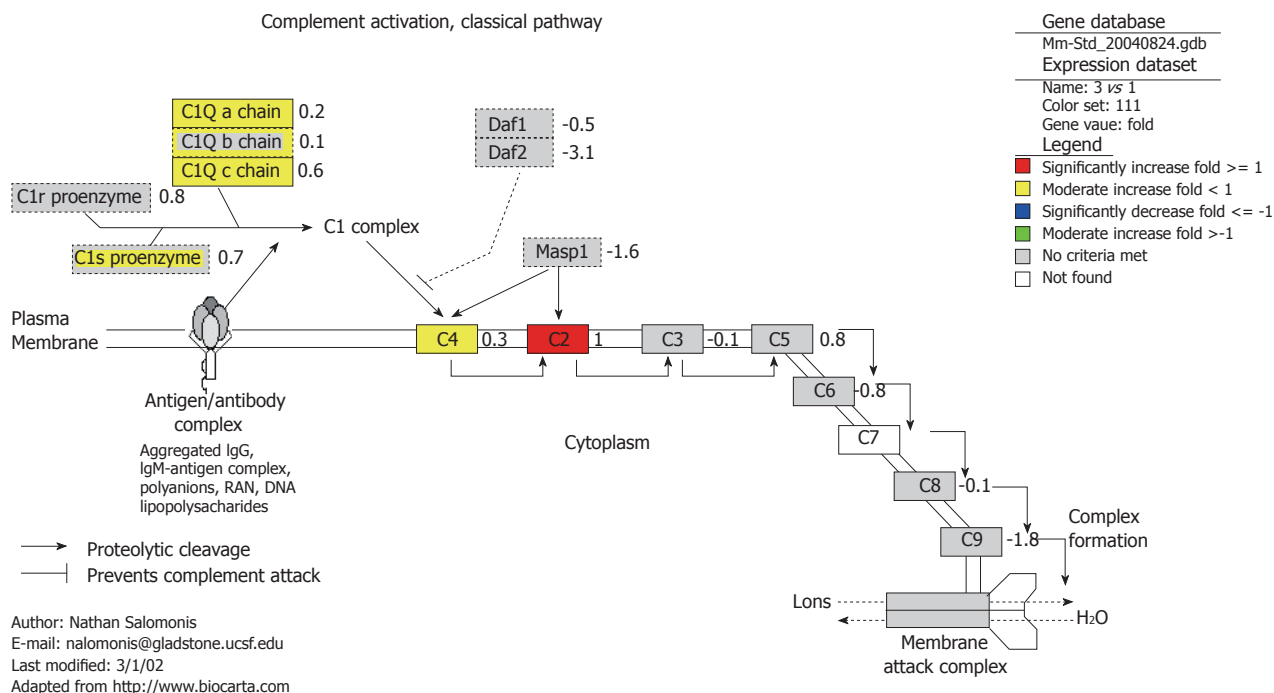 Complement activation, classical pathway
Gene database
Mm-Std_20040824.gdb
Expression dataset
Name: 3 vs 1
Color set: 111
Gene vaue: fold
Legend
Significantly increase fold >= 1
Moderate increase fold < 1
Significantly decrease fold <= -1
Moderate increase fold >-1
No criteria met
Not found
C1Q a chain 0.2
C1Q b chain 0.1
C1Q c chain 0.6
Daf1 -0.5
Daf2 -3.1
C1r proenzyme 0.8
C1 complex
C1s proenzyme 0.7
Masp1 -1.6
Plasma
Membrane
C4 0.3 C2 1 C3 -0.1 C5 0.8
C6 -0.8
C7
C8 -0.1
C9 -1.8
Antigen/antibody
complex
Aggregated IgG,
IgM-antigen complex,
polyanions, RAN, DNA
lipopolysacharides
Cytoplasm
Complex
formation
Proteolytic cleavage
Prevents complement attack
Lons
H2O
Membrane
attack complex
Author: Nathan Salomonis
E-mail: nalomonis@gladstone.ucsf.edu
Last modified: 3/1/02
Adapted from http://www.biocarta.com